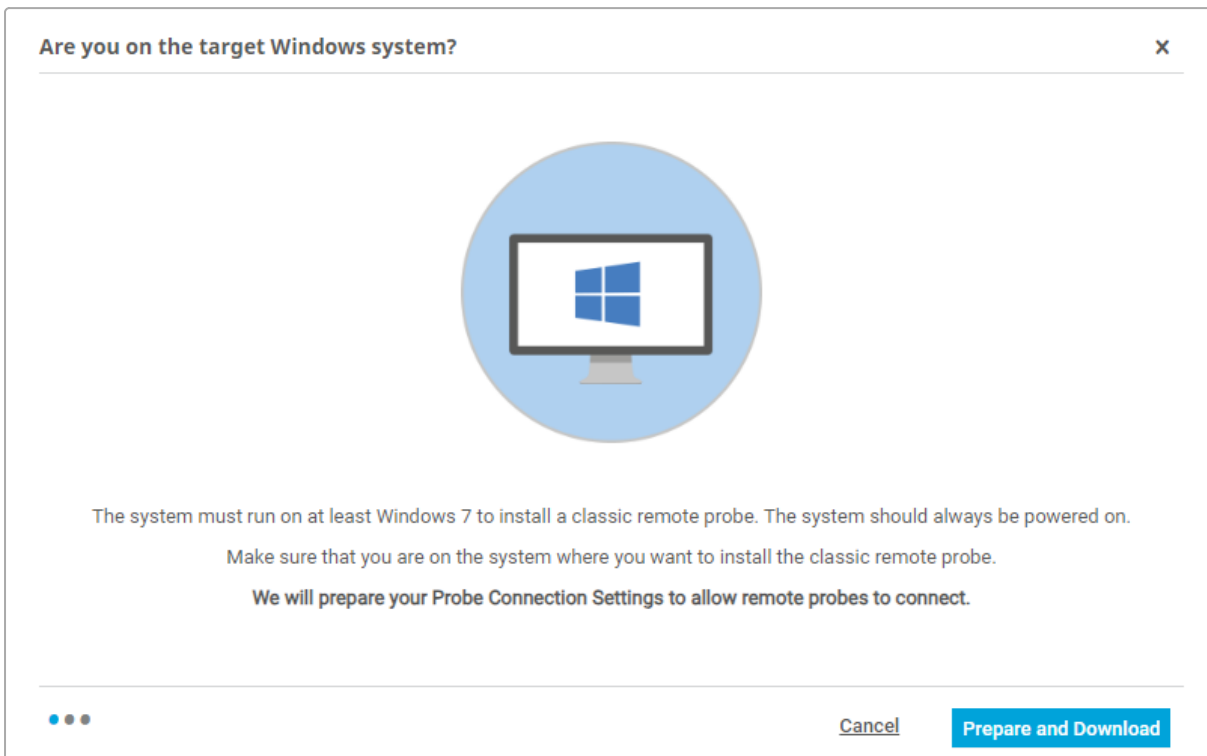 Are you on the target Windows system?
The system must run on at least Windows 7 to install a classic remote probe. The system should always be powered on.
Make sure that you are on the system where you want to install the classic remote probe.
We will prepare your Probe Connection Settings to allow remote probes to connect.
Cancel
Prepare and Download